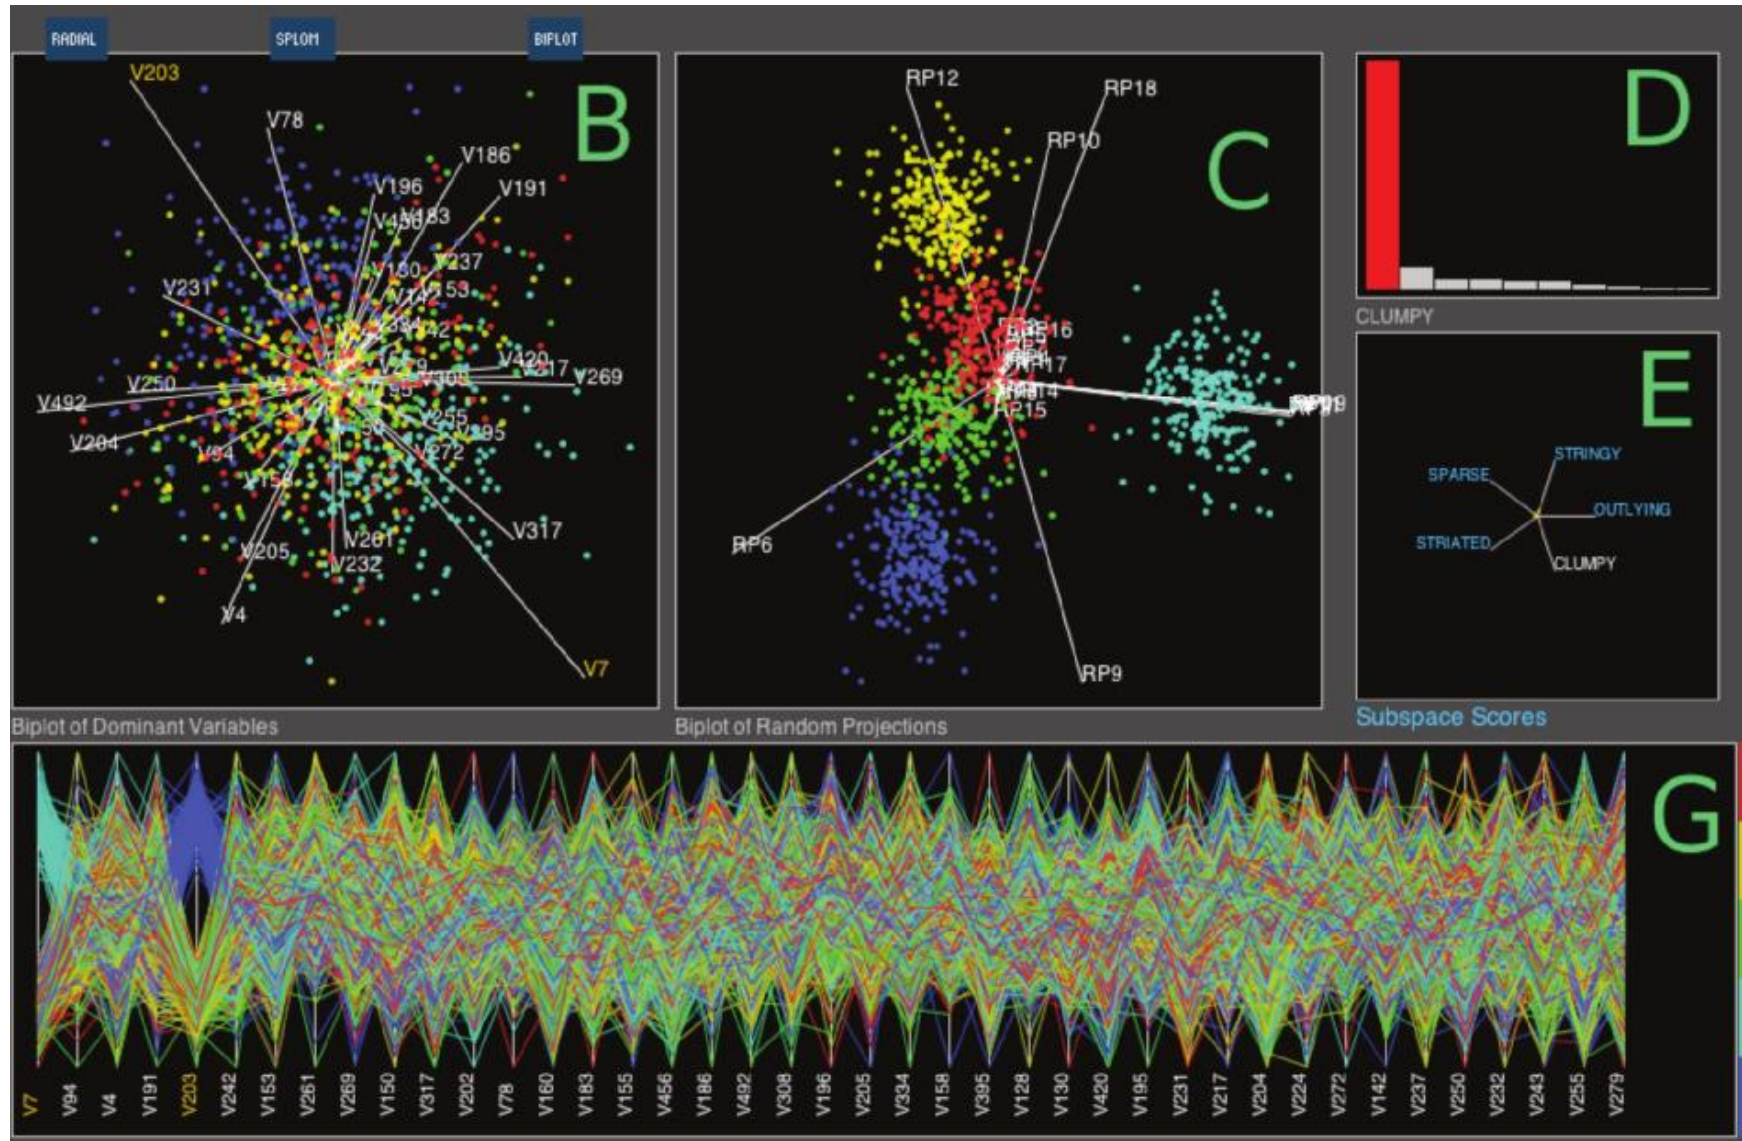 RADIAL
SPLOM
BIPLOT
B
V203
V78
V186
V196
V191
V183
V237
V153
V231
V420
V269
V250
V492
V255
V204
V94
V272
V317
V261
V205
V232
V4
V7
Biplot of Dominant Variables
C
RP12
RP18
RP10
RP15
RP6
RP9
Biplot of Random Projections
D
CLUMPY
E
STRINGY
SPARSE
OUTLYING
STRIATED
CLUMPY
Subspace Scores
G
V7
V94
V4
V191
V203
V242
V153
V261
V269
V150
V317
V202
V78
V160
V183
V155
V456
V186
V492
V308
V196
V205
V334
V158
V395
V128
V130
V420
V195
V231
V217
V204
V224
V272
V142
V237
V250
V232
V243
V255
V279